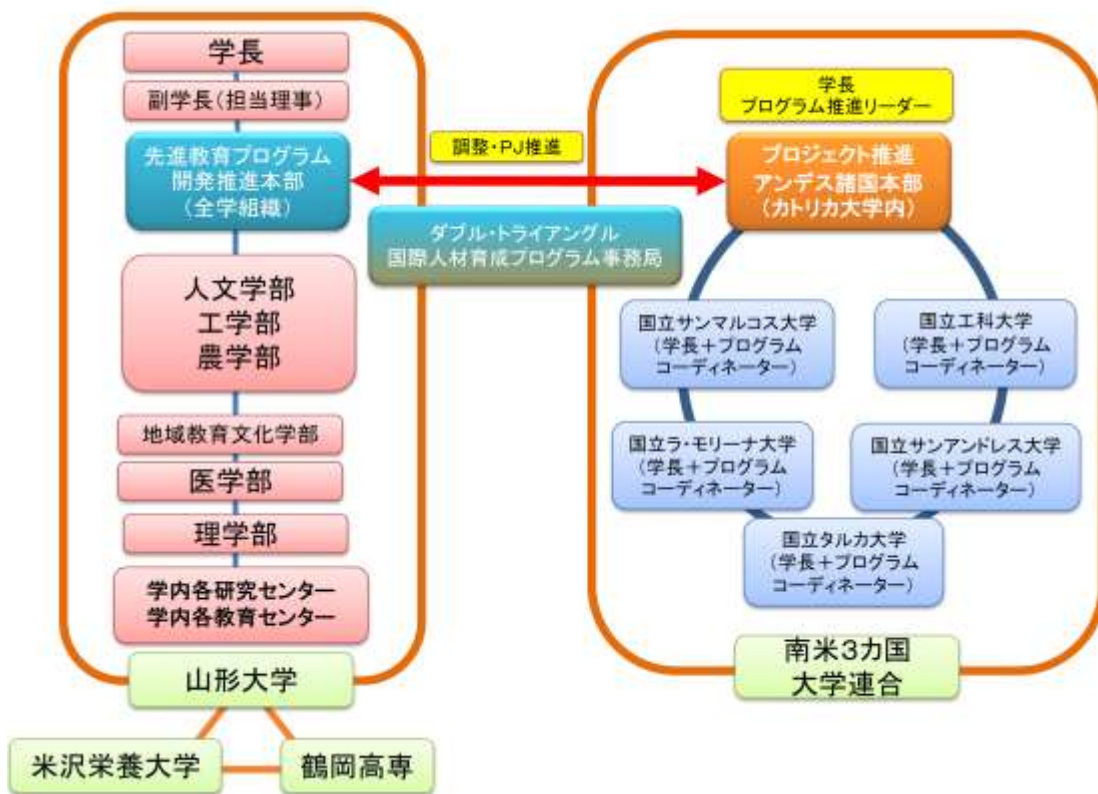 学長
副学長(担当理事)
先進教育プログラム
開発推進本部
(全学組織)
人文学部
工学部
農学部
地域教育文化学部
医学部
理学部
学内各研究センター
学内各教育センター
山形大学
米沢栄養大学
鶴岡高専
調整・PJ推進
ダブル・トライアングル
国際人材育成プログラム事務局
学長
プログラム推進リーダー
プロジェクト推進
アンデス諸国本部
(カトリカ大学内)
国立サンマルコス大学
(学長+プログラム
コーディネーター)
国立工科大学
(学長+プログラム
コーディネーター)
国立ラ・モリーナ大学
(学長+プログラム
コーディネーター)
国立サンアンドレス大学
(学長+プログラム
コーディネーター)
国立タルカ大学
(学長+プログラム
コーディネーター)
南米3カ国
大学連合